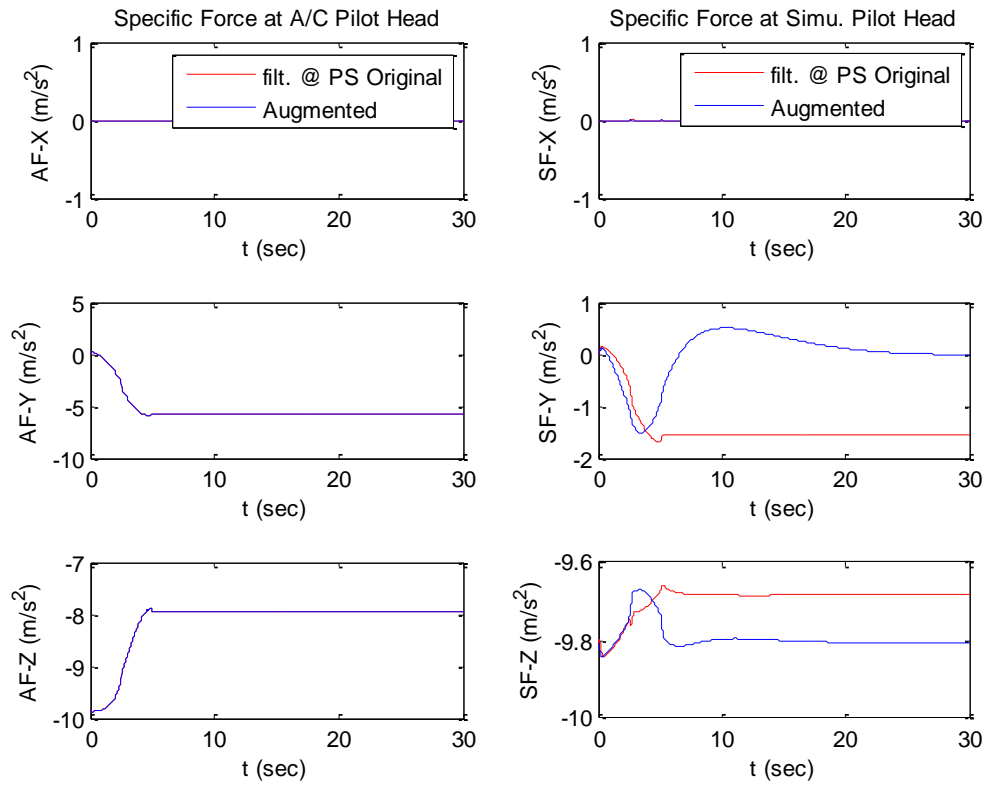 Specific Force at A/C Pilot Head
1
0
-1
AF-X (m/s²)
filt. @ PS Original
Augmented
0 10 20 30
t (sec)
Specific Force at Simu. Pilot Head
1
0
-1
SF-X (m/s²)
filt. @ PS Original
Augmented
0 10 20 30
t (sec)
5
0
-5
-10
AF-Y (m/s²)
0 10 20 30
t (sec)
1
0
-1
-2
SF-Y (m/s²)
0 10 20 30
t (sec)
-7
-8
-9
-10
AF-Z (m/s²)
0 10 20 30
t (sec)
-9.6
-9.8
-10
SF-Z (m/s²)
0 10 20 30
t (sec)